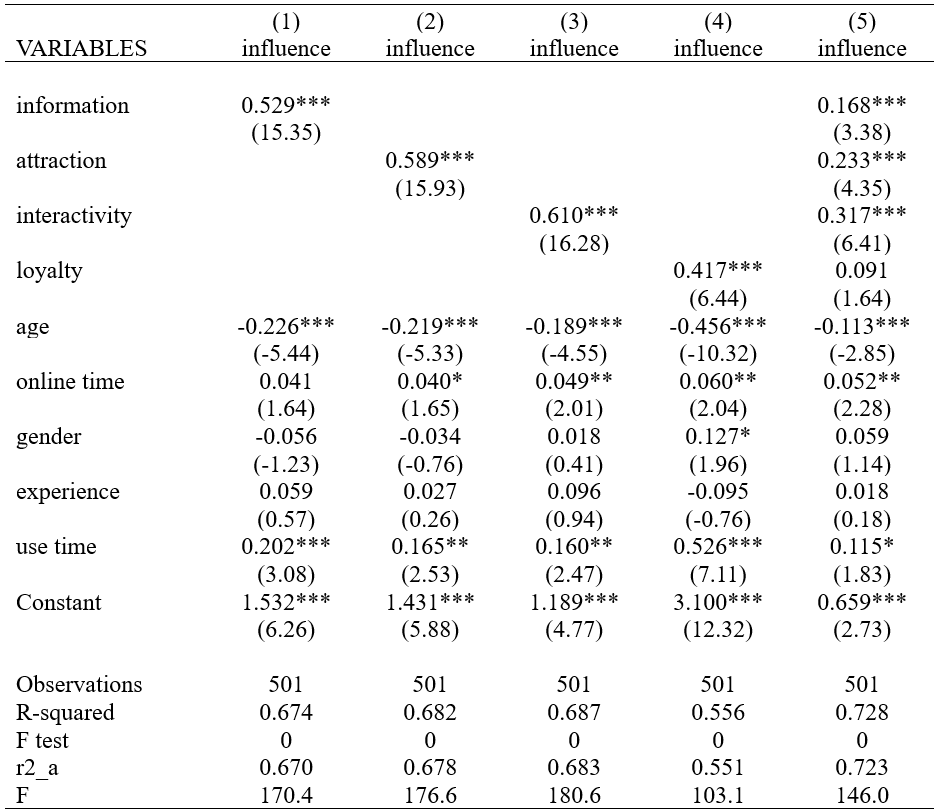 (1) (2) (3) (4) (5)
VARIABLES influence influence influence influence influence
information 0.529*** 0.168***
(15.35) (3.38)
attraction 0.589*** 0.233***
(15.93) (4.35)
interactivity 0.610*** 0.317***
(16.28) (6.41)
loyalty 0.417*** 0.091
(6.44) (1.64)
age -0.226*** -0.219*** -0.189*** -0.456*** -0.113***
(-5.44) (-5.33) (-4.55) (-10.32) (-2.85)
online time 0.041 0.040* 0.049** 0.060** 0.052**
(1.64) (1.65) (2.01) (2.04) (2.28)
gender -0.056 -0.034 0.018 0.127* 0.059
(-1.23) (-0.76) (0.41) (1.96) (1.14)
experience 0.059 0.027 0.096 -0.095 0.018
(0.57) (0.26) (0.94) (-0.76) (0.18)
use time 0.202*** 0.165** 0.160** 0.526*** 0.115*
(3.08) (2.53) (2.47) (7.11) (1.83)
Constant 1.532*** 1.431*** 1.189*** 3.100*** 0.659***
(6.26) (5.88) (4.77) (12.32) (2.73)
Observations 501 501 501 501 501
R-squared 0.674 0.682 0.687 0.556 0.728
F test 0 0 0 0 0
r2_a 0.670 0.678 0.683 0.551 0.723
F 170.4 176.6 180.6 103.1 146.0